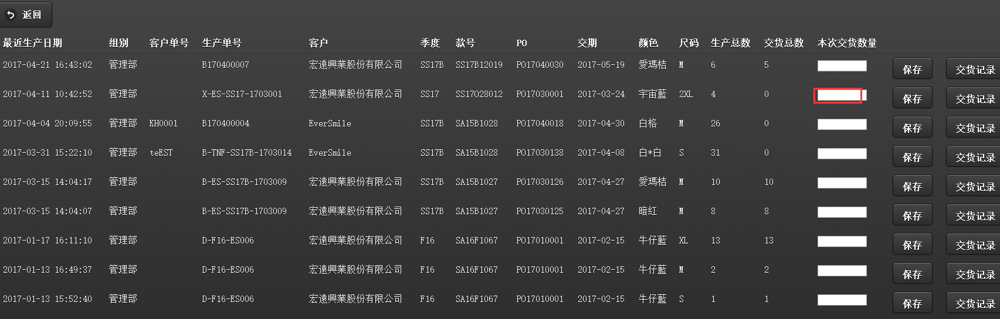 返回
最近生产日期 组别 客户单号 生产单号 客户 季度 款号 PO 交期 颜色 尺码 生产总数 交货总数 本次交货数量
2017-04-21 16:43:02 管理部 B170400007 宏遠興業股份有限公司 SS17B SS17B12019 PO17040030 2017-05-19 愛瑪桔 M 6 5 保存 交货记录
2017-04-11 10:42:52 管理部 X-ES-SS17-1703001 宏遠興業股份有限公司 SS17 SS17028012 PO17030001 2017-03-24 宇宙藍 2XL 4 0 保存 交货记录
2017-04-04 20:09:55 管理部 KH0001 B170400004 EverSmile SS17B SA15B1028 PO17040018 2017-04-30 白格 M 26 0 保存 交货记录
2017-03-31 15:22:10 管理部 teEST B-TNF-SS17B-1703014 EverSmile SS17B SA15B1028 PO17030138 2017-04-08 白*白 S 31 0 保存 交货记录
2017-03-15 14:04:17 管理部 B-ES-SS17B-1703009 宏遠興業股份有限公司 SS17B SA15B1027 PO17030126 2017-04-27 愛瑪桔 M 10 10 保存 交货记录
2017-03-15 14:04:07 管理部 B-ES-SS17B-1703009 宏遠興業股份有限公司 SS17B SA15B1027 PO17030125 2017-04-27 暗紅 M 8 8 保存 交货记录
2017-01-17 16:11:10 管理部 D-F16-ES006 宏遠興業股份有限公司 F16 SA16F1067 PO17010001 2017-02-15 牛仔藍 XL 13 13 保存 交货记录
2017-01-13 16:49:37 管理部 D-F16-ES006 宏遠興業股份有限公司 F16 SA16F1067 PO17010001 2017-02-15 牛仔藍 M 2 2 保存 交货记录
2017-01-13 15:52:40 管理部 D-F16-ES006 宏遠興業股份有限公司 F16 SA16F1067 PO17010001 2017-02-15 牛仔藍 S 1 1 保存 交货记录